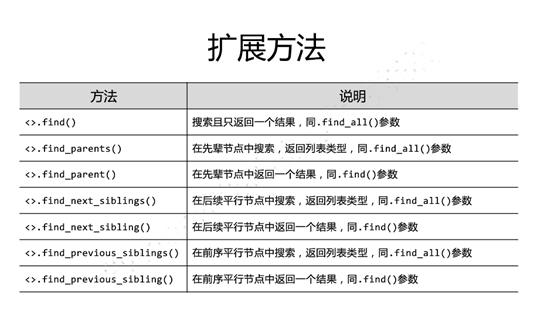 扩展方法
方法 说明
<>.find() 搜索且只返回一个结果，同.find_all()参数
<>.find_parents() 在先辈节点中搜索，返回列表类型，同.find_all()参数
<>.find_parent() 在先辈节点中返回一个结果，同.find()参数
<>.find_next_siblings() 在后续平行节点中搜索，返回列表类型，同.find_all()参数
<>.find_next_sibling() 在后续平行节点中返回一个结果，同.find()参数
<>.find_previous_siblings() 在前序平行节点中搜索，返回列表类型，同.find_all()参数
<>.find_previous_sibling() 在前序平行节点中返回一个结果，同.find()参数